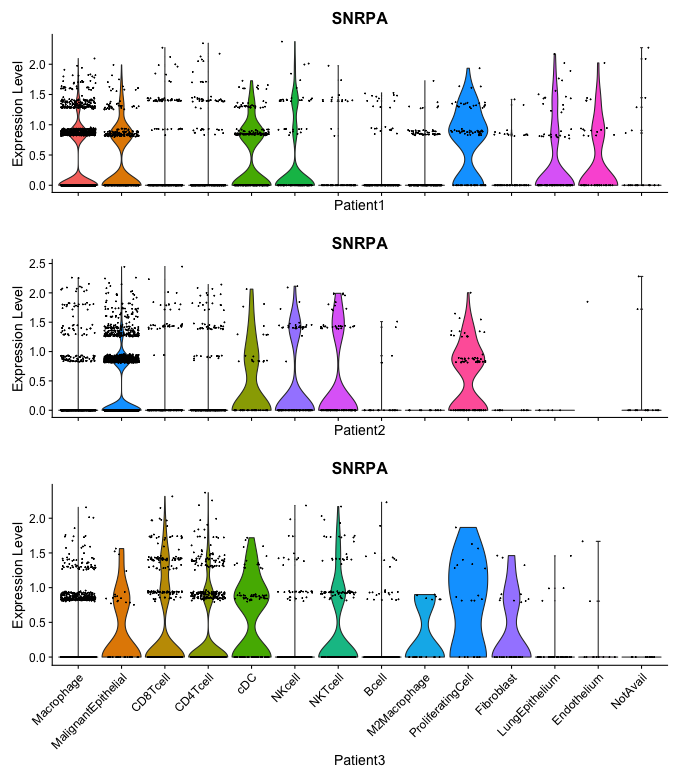 SNRPA
Expression Level
2.0
1.5
1.0
0.5
0.0
Patient1
SNRPA
Expression Level
2.5
2.0
1.5
1.0
0.5
0.0
Patient2
SNRPA
Expression Level
2.0
1.5
1.0
0.5
0.0
Macrophage
MalignantEpithelial
CD8Tcell
CD4Tcell
cDC
NKcell
NKTcell
Bcell
M2Macrophage
ProliferatingCell
Fibroblast
LungEpithelium
Endothelium
NotAvail
Patient3